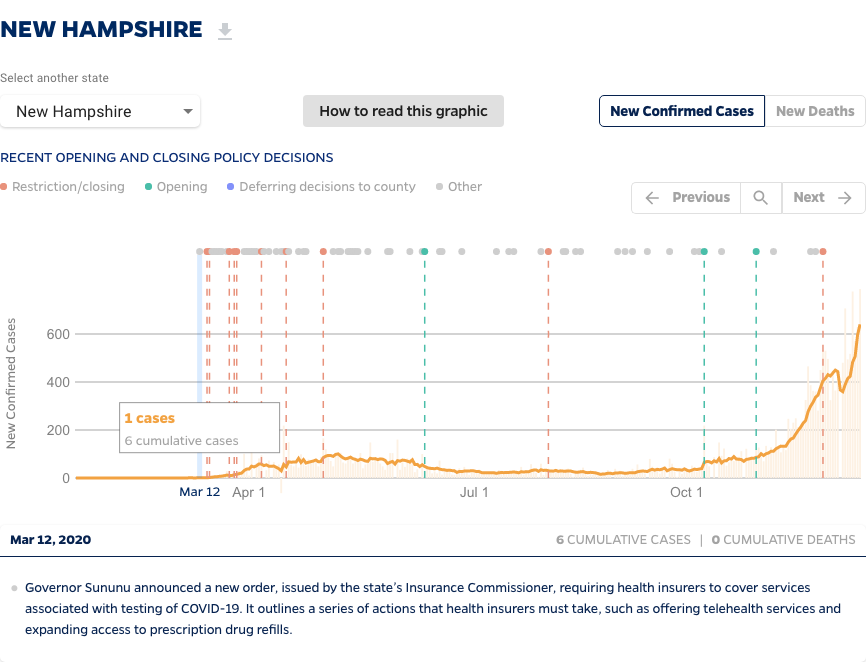 NEW HAMPSHIRE
Select another state
New Hampshire
How to read this graphic
New Confirmed Cases
New Deaths
RECENT OPENING AND CLOSING POLICY DECISIONS
Restriction/closing
Opening
Deferring decisions to county
Other
Previous
Next
New Confirmed Cases
600
400
200
0
1 cases
6 cumulative cases
Mar 12
Apr 1
Jul 1
Oct 1
Mar 12, 2020
6 CUMULATIVE CASES | 0 CUMULATIVE DEATHS
Governor Sununu announced a new order, issued by the state's Insurance Commissioner, requiring health insurers to cover services
associated with testing of COVID-19. It outlines a series of actions that health insurers must take, such as offering telehealth services and
expanding access to prescription drug refills.